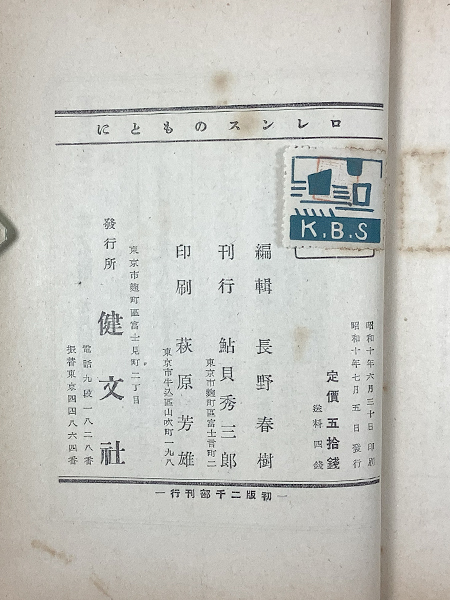 ロレンスのもとに
K.B.S
昭和十年六月三十日印刷
昭和十年七月五日發行
定價五拾錢
送料四錢
編輯 長野春樹
刊行 鮎貝秀三郎
東京市麴町區富士見町二
印刷 萩原芳雄
東京市牛込區山吹町一九八
發行所 健文社
東京市麴町區富士見町二丁目
電話九段一八二八番
振替東京四四八六四番
―初版二千部刊行―